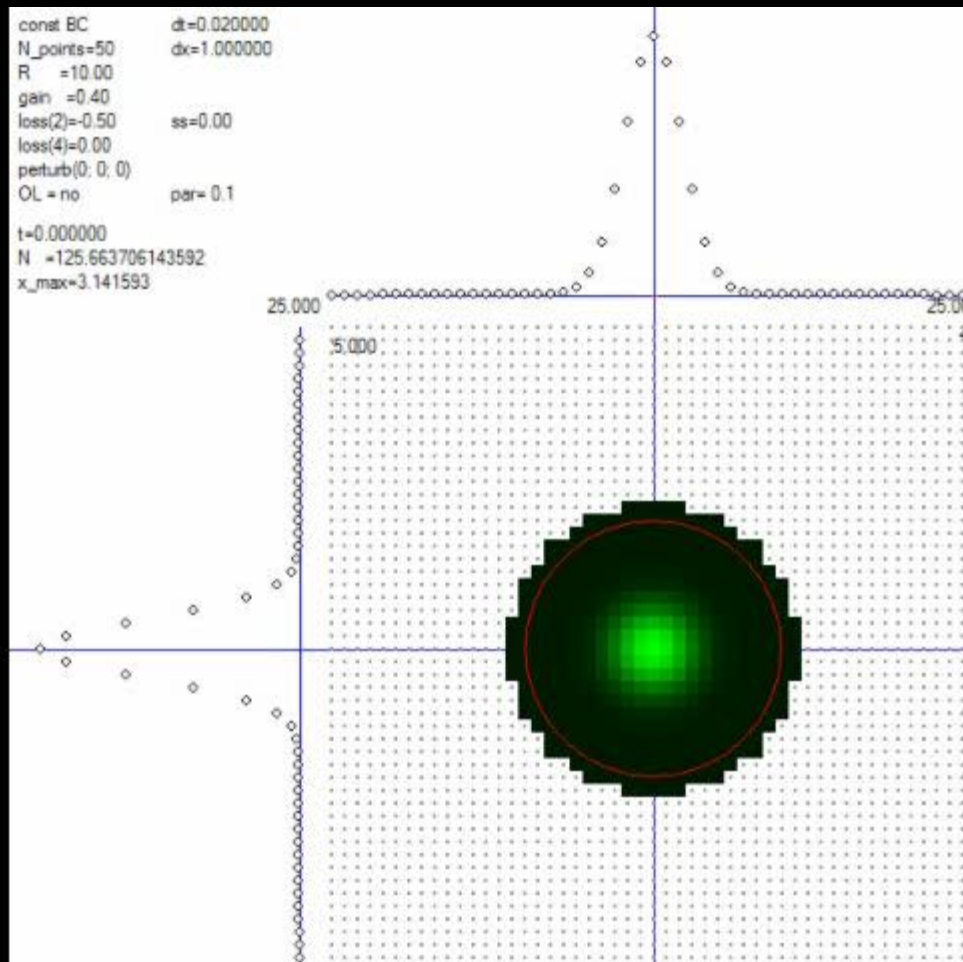 const BC dt=0.020000
N_points=50 dx=1.000000
R =10.00
gain =0.40
loss(2)=-0.50 ss=0.00
loss(4)=0.00
perturb(0; 0; 0)
OL = no par= 0.1
t=0.000000
N =125.663706143592
x_max=3.141593
25.000 25.0
5.000